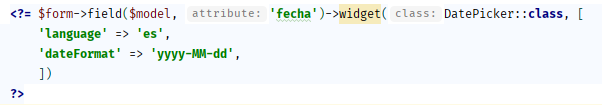 <?= $form->field($model, attribute: 'fecha')->widget( class: DatePicker::class, [
'language' => 'es',
'dateFormat' => 'yyyy-MM-dd',
])
?>